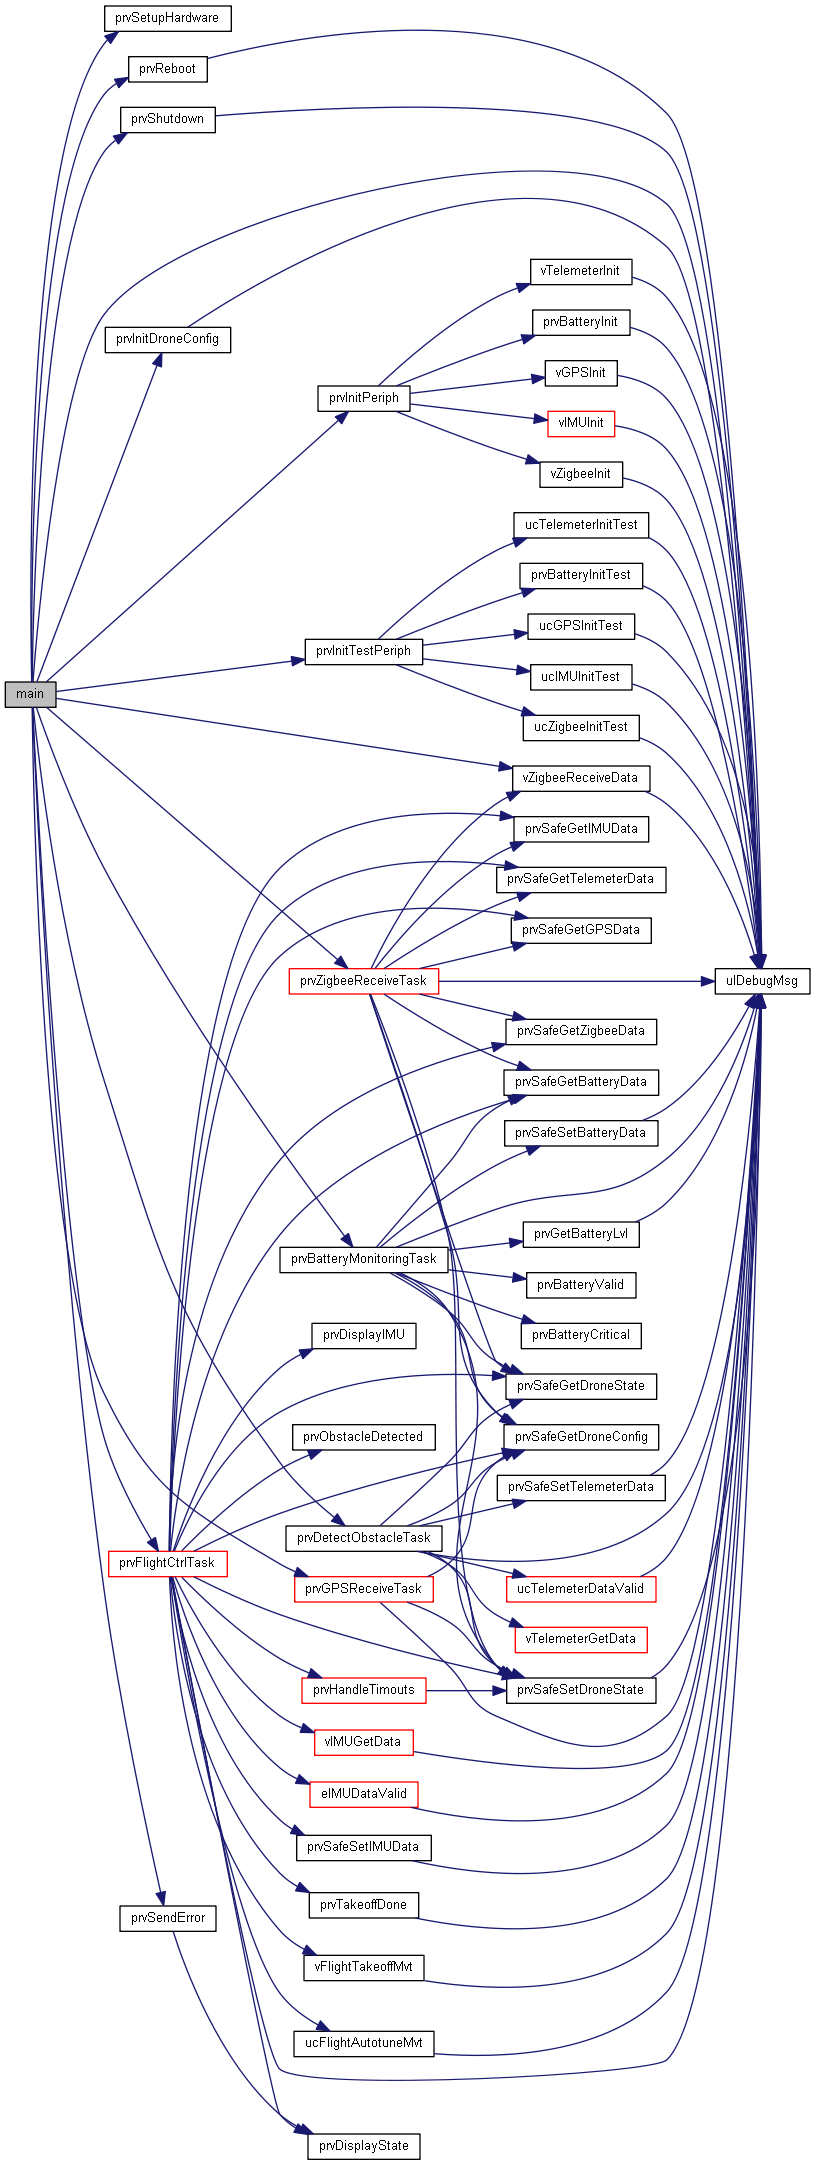 prvSetupHardware
prvReboot
prvShutdown
vTelemeterInit
prvBatteryInit
prvInitDroneConfig
vGPSInit
prvInitPeriph
vIMUInit
vZigbeeInit
ucTelemeterInitTest
prvBatteryInitTest
ucGPSInitTest
prvInitTestPeriph
ucIMUInitTest
main
ucZigbeeInitTest
vZigbeeReceiveData
prvSafeGetIMUData
prvSafeGetTelemeterData
prvSafeGetGPSData
prvZigbeeReceiveTask
ulDebugMsg
prvSafeGetZigbeeData
prvSafeGetBatteryData
prvSafeSetBatteryData
prvGetBatteryLvl
prvBatteryMonitoringTask
prvBatteryValid
prvDisplayIMU
prvBatteryCritical
prvSafeGetDroneState
prvObstacleDetected
prvSafeGetDroneConfig
prvSafeSetTelemeterData
prvDetectObstacleTask
prvFlightCtrlTask
prvGPSReceiveTask
ucTelemeterDataValid
vTelemeterGetData
prvHandleTimouts
prvSafeSetDroneState
vIMUGetData
eIMUDataValid
prvSafeSetIMUData
prvTakeoffDone
prvSendError
vFlightTakeoffMvt
ucFlightAutotuneMvt
prvDisplayState